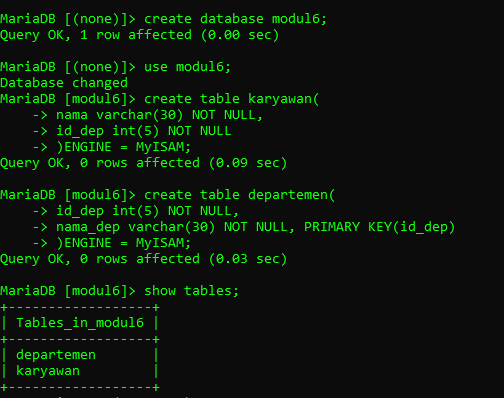 MariaDB [(none)]> create database modul6;
Query OK, 1 row affected (0.00 sec)
MariaDB [(none)]> use modul6;
Database changed
MariaDB [modul6]> create table karyawan(
    -> nama varchar(30) NOT NULL,
    -> id_dep int(5) NOT NULL
    -> )ENGINE = MyISAM;
Query OK, 0 rows affected (0.09 sec)
MariaDB [modul6]> create table departemen(
    -> id_dep int(5) NOT NULL,
    -> nama_dep varchar(30) NOT NULL, PRIMARY KEY(id_dep)
    -> )ENGINE = MyISAM;
Query OK, 0 rows affected (0.03 sec)
MariaDB [modul6]> show tables;
+------------------+
| Tables_in_modul6 |
+------------------+
| departemen       |
| karyawan         |
+------------------+